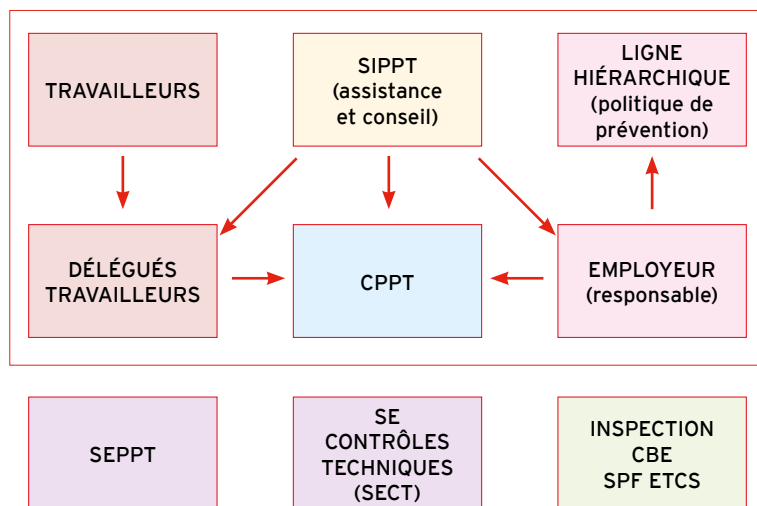 TRAVAILLEURS
SIPPT
(assistance
et conseil)
LIGNE
HIÉRARCHIQUE
(politique de
prévention)
DÉLÉGUÉS
TRAVAILLEURS
CPPT
EMPLOYEUR
(responsable)
SEPPT
SE
CONTRÔLES
TECHNIQUES
(SECT)
INSPECTION
CBE
SPF ETCS